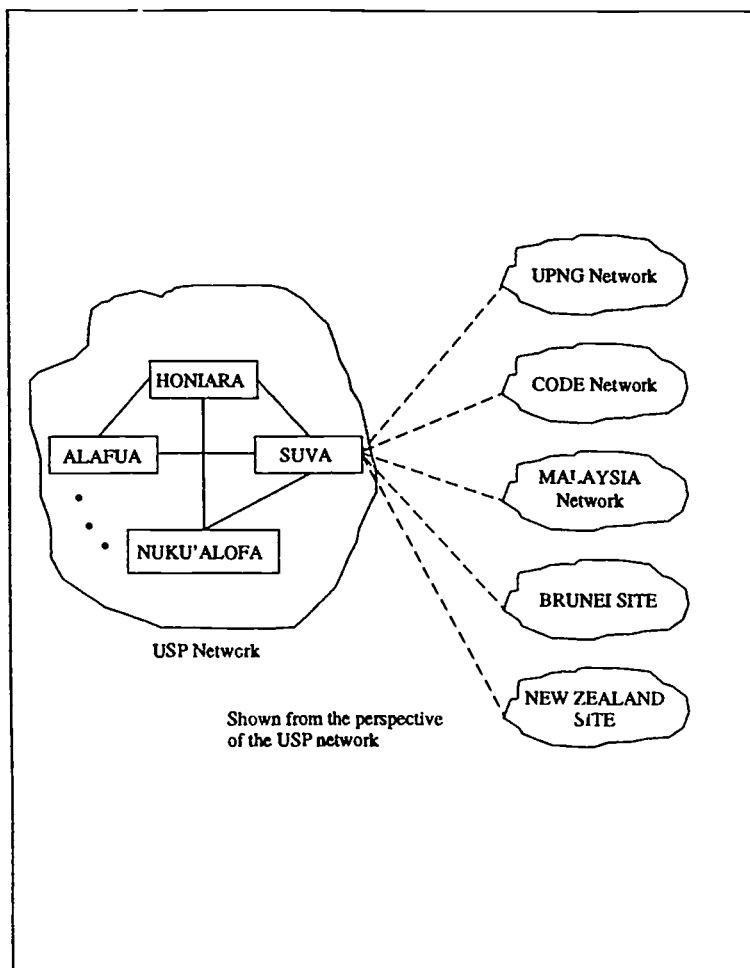 UPNG Network
CODE Network
HONIARA
ALAFUA
SUVA
MALAYSIA
Network
NUKU'ALOFA
BRUNEI SITE
USP Network
NEW ZEALAND
SITE
Shown from the perspective
of the USP network